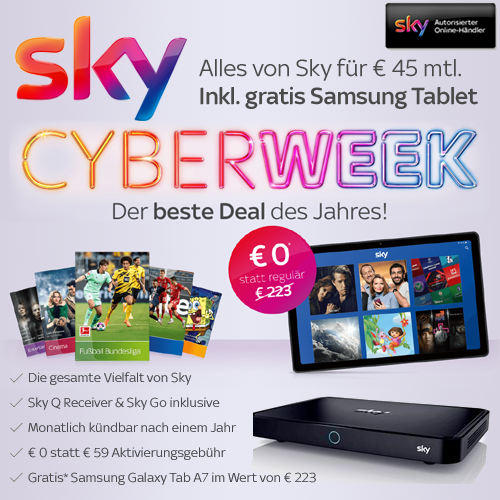 sky
sky Autorisierter
Online-Händler
Alles von Sky für € 45 mtl.
Inkl. gratis Samsung Tablet
CYBERWEEK
Der beste Deal des Jahres!
€ 0*
statt regulär
€ 223
sky
Cinema
Fußball Bundesliga
Die gesamte Vielfalt von Sky
Sky Q Receiver & Sky Go inklusive
Monatlich kündbar nach einem Jahr
€ 0 statt € 59 Aktivierungsgebühr
Gratis* Samsung Galaxy Tab A7 im Wert von € 223
sky